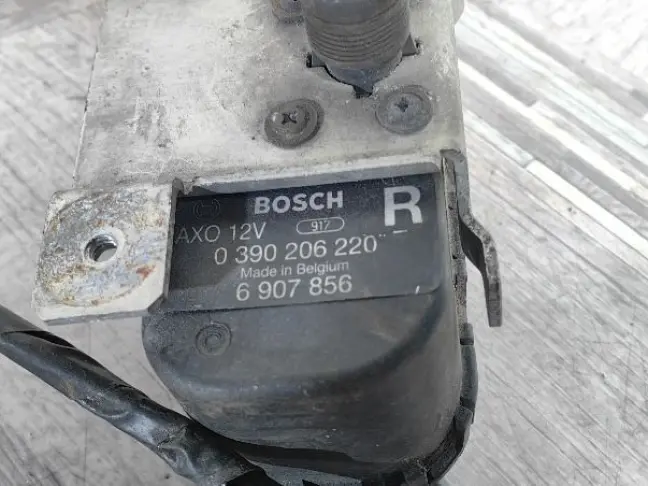 BOSCH R
AXO 12V 917
0 390 206 220
Made in Belgium
6 907 856